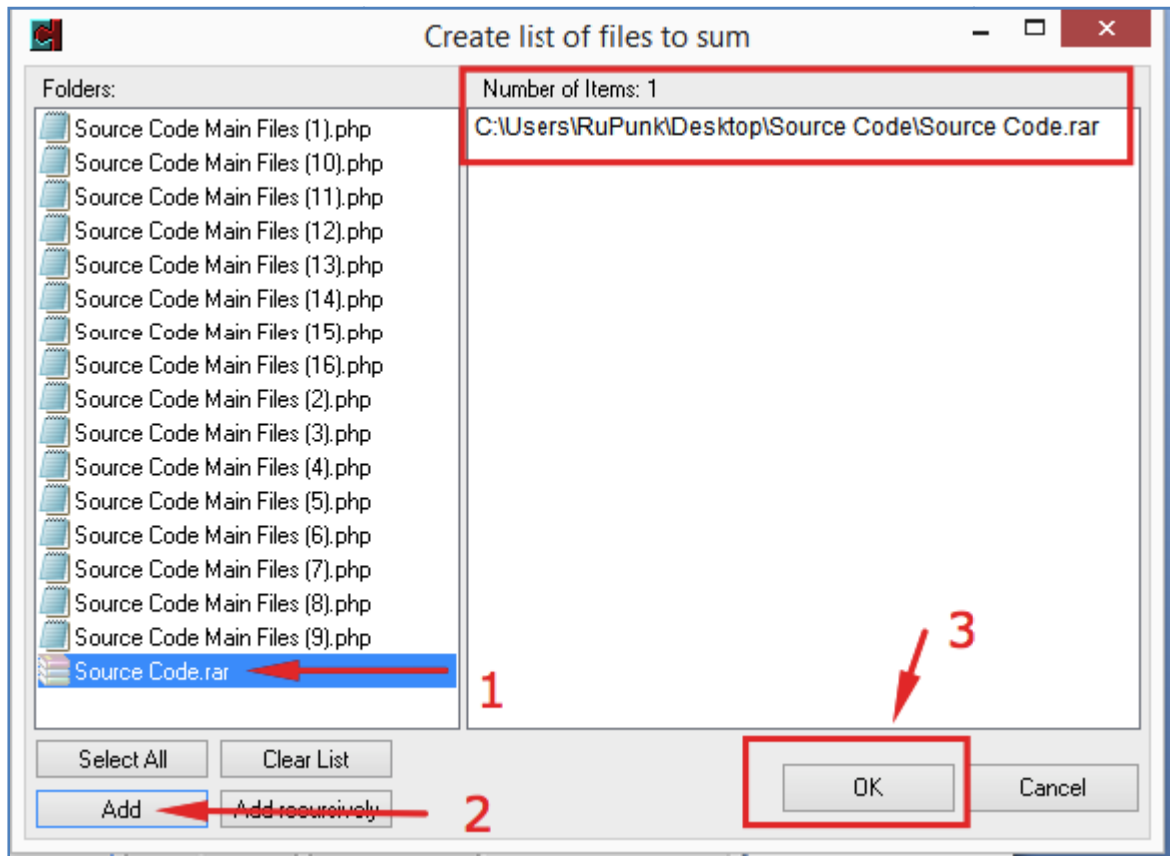 Create list of files to sum
Folders:
Number of Items: 1
Source Code Main Files (1).php
Source Code Main Files (10).php
Source Code Main Files (11).php
Source Code Main Files (12).php
Source Code Main Files (13).php
Source Code Main Files (14).php
Source Code Main Files (15).php
Source Code Main Files (16).php
Source Code Main Files (2).php
Source Code Main Files (3).php
Source Code Main Files (4).php
Source Code Main Files (5).php
Source Code Main Files (6).php
Source Code Main Files (7).php
Source Code Main Files (8).php
Source Code Main Files (9).php
Source Code.rar
C:\Users\RuPunk\Desktop\Source Code\Source Code.rar
1
3
Select All
Clear List
Add
Add recursively
2
OK
Cancel